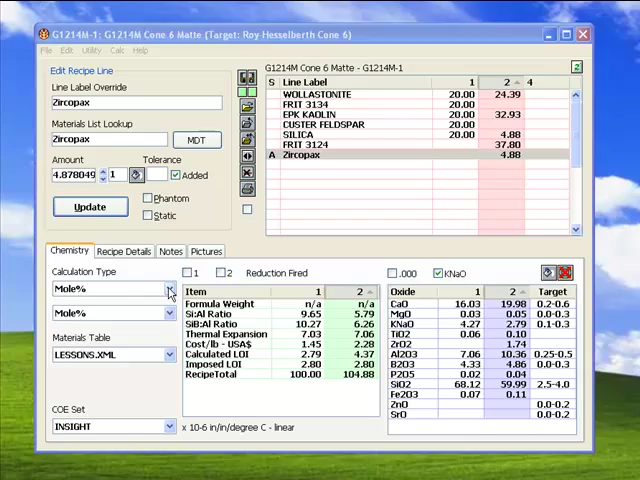 G1214M-1: G1214M Cone 6 Matte (Target: Roy Hesselberth Cone 6)
File Edit Utility Calc Help
Edit Recipe Line
Line Label Override
Zircopax
Materials List Lookup
Zircopax MDT
Amount Tolerance
4.878049 1 Added
Phantom
Static
Update
G1214M Cone 6 Matte - G1214M-1
S Line Label 1 2 4
WOLLASTONITE 20.00 24.39
FRIT 3134 20.00
EPK KAOLIN 20.00 32.93
CUSTER FELDSPAR 20.00
SILICA 20.00 4.88
FRIT 3124 37.80
A Zircopax 4.88
Chemistry Recipe Details Notes Pictures
Calculation Type
Mole%
Mole%
Materials Table
LESSONS.XML
COE Set
INSIGHT x 10-6 in/in/degree C - linear
1 2 Reduction Fired
Item 1 2
Formula Weight n/a n/a
Si:Al Ratio 9.65 5.79
SiB:Al Ratio 10.27 6.26
Thermal Expansion 7.03 7.06
Cost/lb - USA$ 1.45 2.28
Calculated LOI 2.79 4.37
Imposed LOI 2.80 2.80
RecipeTotal 100.00 104.88
.000 KNaO
Oxide 1 2 Target
CaO 16.03 19.98 0.2-0.6
MgO 0.05 0.14 0.0-0.1
KNaO 4.27 2.79 0.1-0.3
TiO2 0.06 0.10
ZrO2 1.74
Al2O3 7.06 10.36 0.25-0.5
B2O3 4.33 4.86 0.0-0.3
P2O5 0.02 0.04
SiO2 68.12 59.99 2.5-4.0
Fe2O3 0.07 0.11
ZnO 0.0-0.2
SrO 0.0-0.2